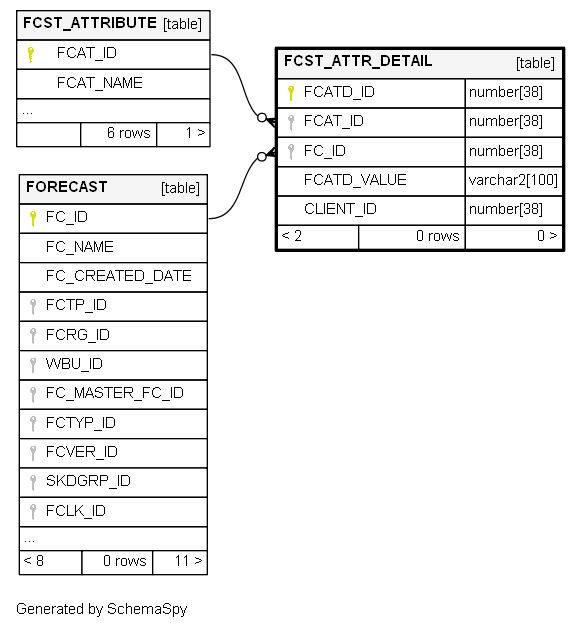 FCST_ATTRIBUTE [table]
FCAT_ID
FCAT_NAME
...
6 rows 1 >
FCST_ATTR_DETAIL [table]
FCATD_ID number[38]
FCAT_ID number[38]
FC_ID number[38]
FCATD_VALUE varchar2[100]
CLIENT_ID number[38]
< 2 0 rows 0 >
FORECAST [table]
FC_ID
FC_NAME
FC_CREATED_DATE
FCTP_ID
FCRG_ID
WBU_ID
FC_MASTER_FC_ID
FCTYP_ID
FCVER_ID
SKDGRP_ID
FCLK_ID
...
< 8 0 rows 11 >
Generated by SchemaSpy